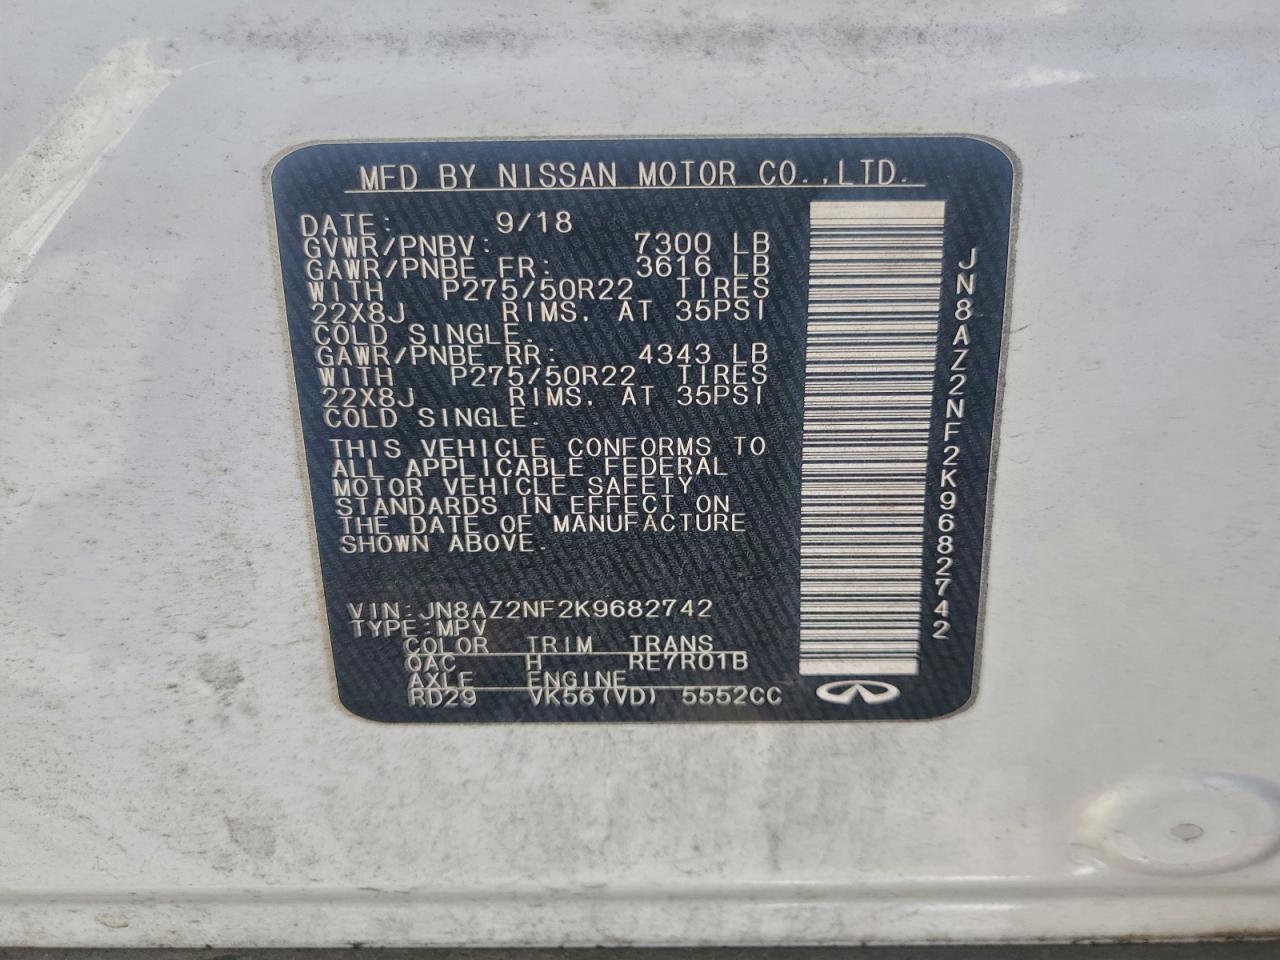 MFD BY NISSAN MOTOR CO.,LTD.
DATE: 9/18
GVWR/PNBV: 7300 LB
GAWR/PNBE FR: 3616 LB
WITH P275/50R22 TIRES
22X8J RIMS. AT 35PSI
COLD SINGLE.
GAWR/PNBE RR: 4343 LB
WITH P275/50R22 TIRES
22X8J RIMS. AT 35PSI
COLD SINGLE.
THIS VEHICLE CONFORMS TO
ALL APPLICABLE FEDERAL
MOTOR VEHICLE SAFETY
STANDARDS IN EFFECT ON
THE DATE OF MANUFACTURE
SHOWN ABOVE.
VIN:JN8AZ2NF2K9682742
TYPE:MPV
COLOR TRIM TRANS
QAC H RE7R01B
AXLE ENGINE
RD29 VK56(VD) 5552CC
JN8AZ2NF2K9682742